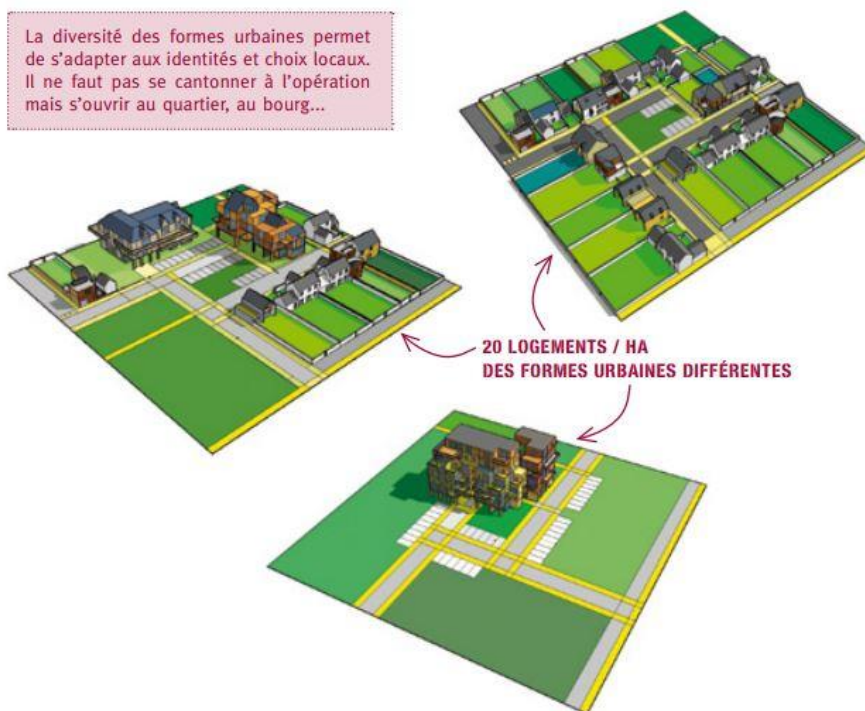 La diversité des formes urbaines permet
de s’adapter aux identités et choix locaux.
Il ne faut pas se cantonner à l’opération
mais s’ouvrir au quartier, au bourg...
20 LOGEMENTS / HA
DES FORMES URBAINES DIFFÉRENTES